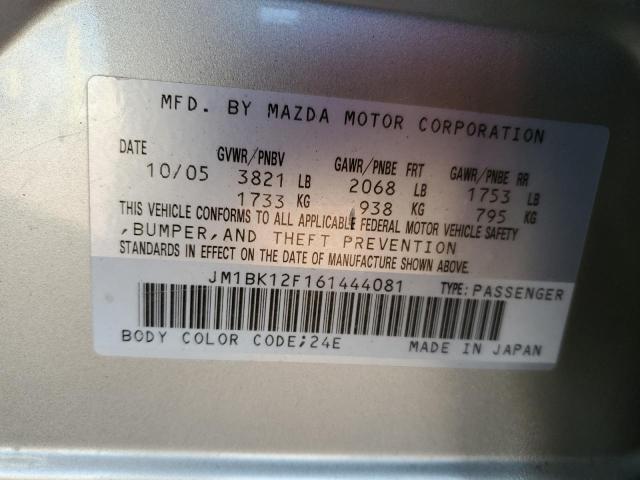 MFD. BY MAZDA MOTOR CORPORATION
DATE GVWR/PNBV GAWR/PNBE FRT GAWR/PNBE RR
10/05 3821 LB 2068 LB 1753 LB
1733 KG 938 KG 795 KG
THIS VEHICLE CONFORMS TO ALL APPLICABLE FEDERAL MOTOR VEHICLE SAFETY
,BUMPER,AND THEFT PREVENTION
STANDARDS IN EFFECT ON THE DATE OF MANUFACTURE SHOWN ABOVE.
JM1BK12F161444081 TYPE:PASSENGER
BODY COLOR CODE;24E MADE IN JAPAN